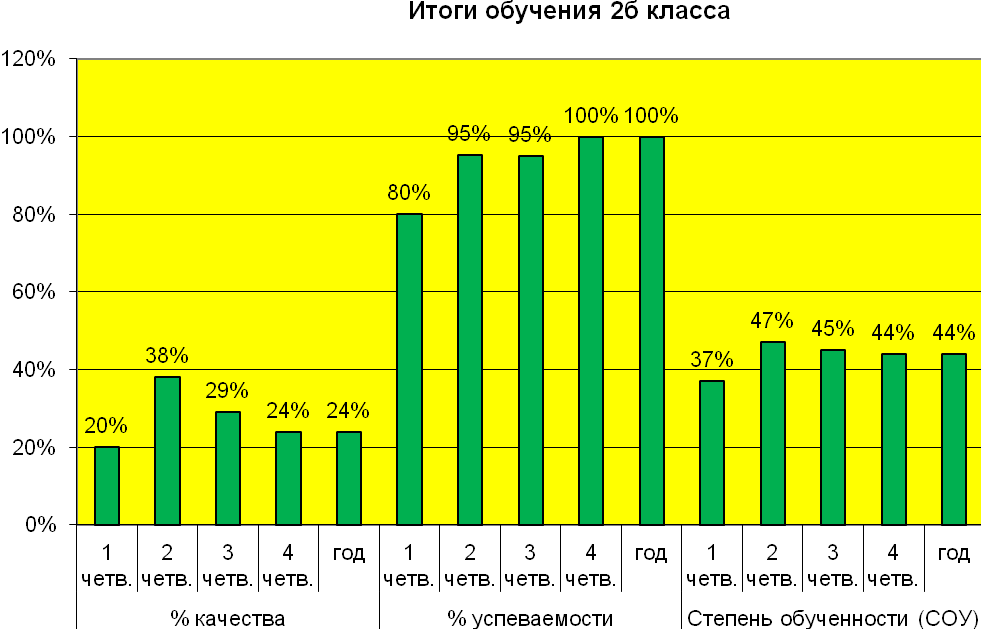 Итоги обучения 2б класса
120%
100%
80%
60%
40%
20%
0%
20%
38%
29%
24%
24%
80%
95%
95%
100%
100%
37%
47%
45%
44%
44%
1 четв.
2 четв.
3 четв.
4 четв.
год
1 четв.
2 четв.
3 четв.
4 четв.
год
1 четв.
2 четв.
3 четв.
4 четв.
год
% качества
% успеваемости
Степень обученности (СОУ)